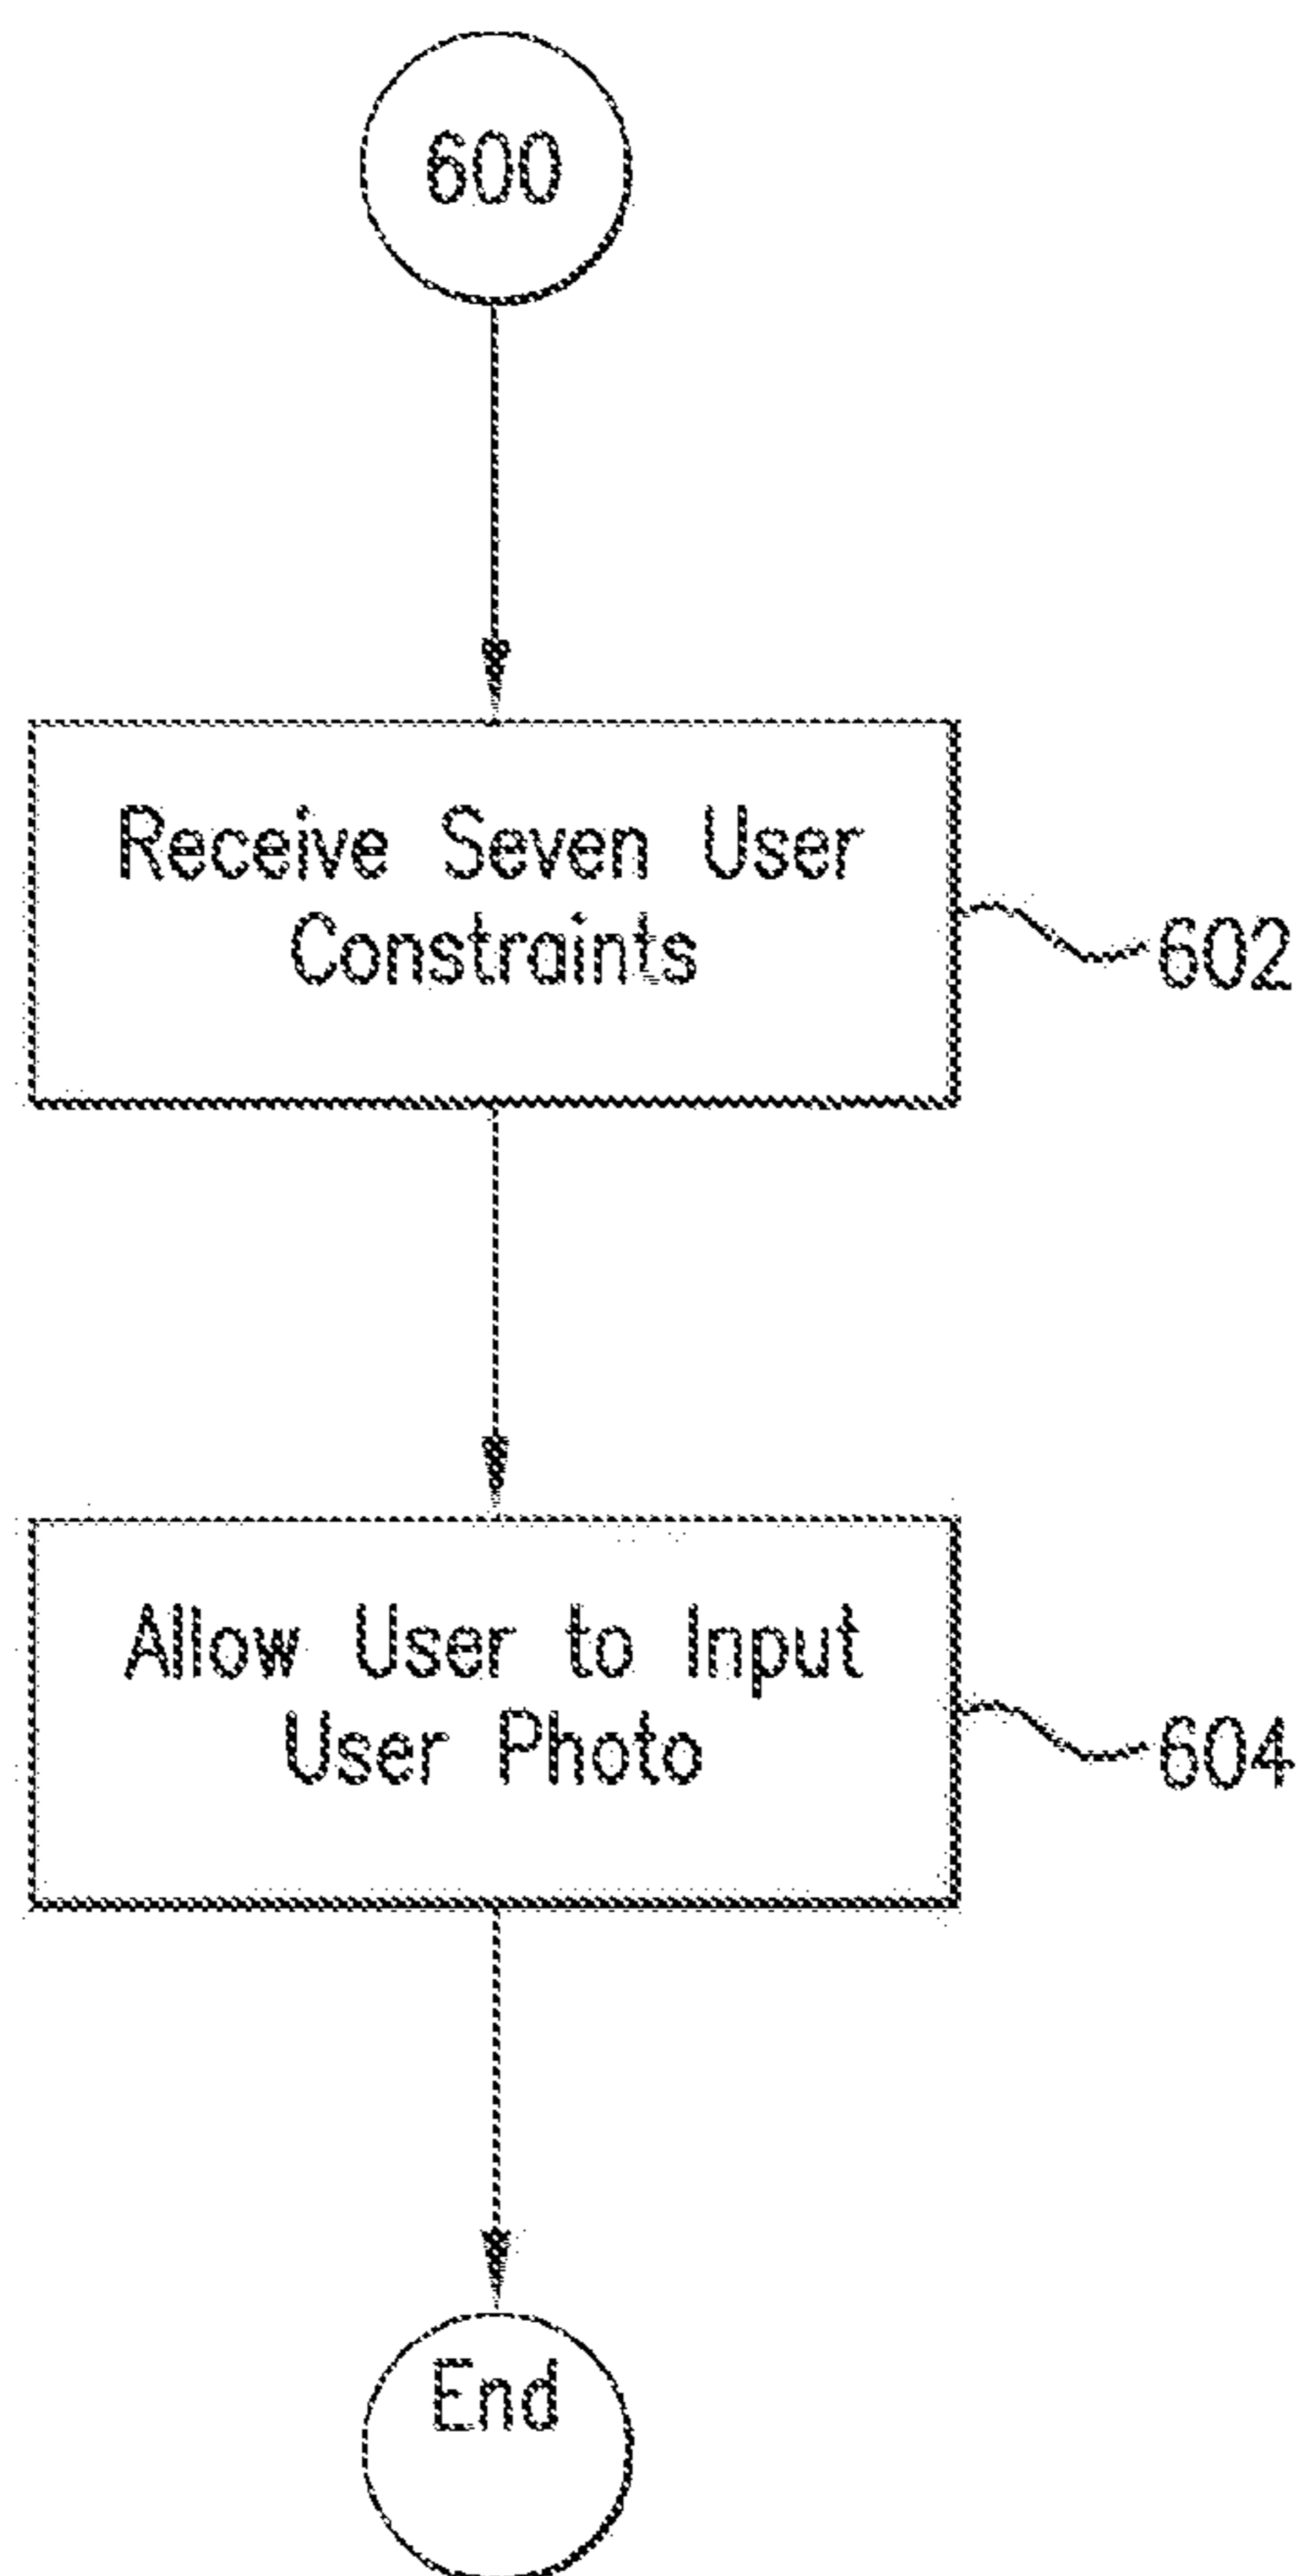 600
Receive Seven User
Constraints
602
Allow User to Input
User Photo
604
End